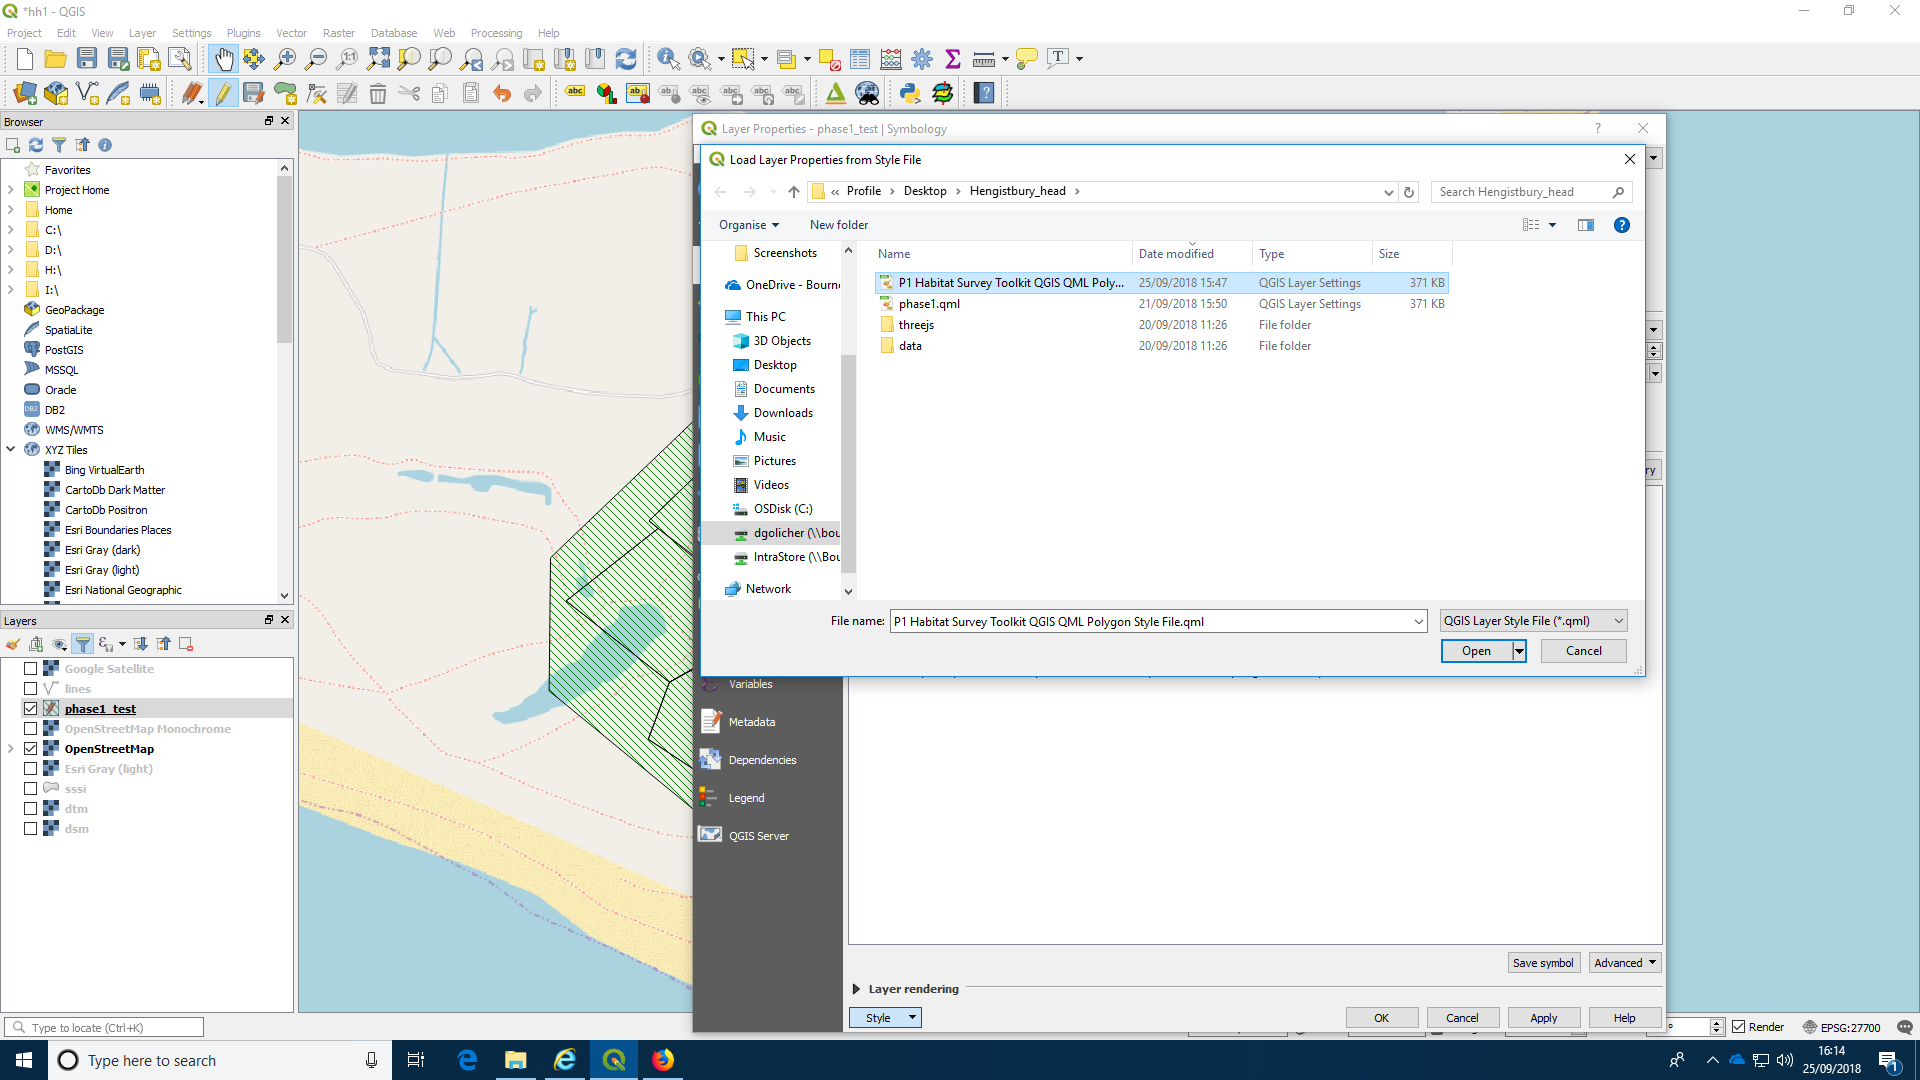 *hh1 - QGIS
Project Edit View Layer Settings Plugins Vector Raster Database Web Processing Help
Browser
Favorites
Project Home
Home
C:\
D:\
H:\
I:\
GeoPackage
SpatiaLite
PostGIS
MSSQL
Oracle
DB2
WMS/WMTS
XYZ Tiles
Bing VirtualEarth
CartoDb Dark Matter
CartoDb Positron
Esri Boundaries Places
Esri Gray (dark)
Esri Gray (light)
Esri National Geographic
Layers
Google Satellite
lines
phase1_test
OpenStreetMap Monochrome
OpenStreetMap
Esri Gray (light)
sssi
dtm
dsm
Type to locate (Ctrl+K)
Layer Properties - phase1_test | Symbology
Load Layer Properties from Style File
« Profile > Desktop > Hengistbury_head >
Search Hengistbury_head
Organise New folder
Screenshots
OneDrive - Bourn
This PC
3D Objects
Desktop
Documents
Downloads
Music
Pictures
Videos
OSDisk (C:)
dgolicher (\\bou
IntraStore (\\Bou
Network
Name Date modified Type Size
P1 Habitat Survey Toolkit QGIS QML Poly... 25/09/2018 15:47 QGIS Layer Settings 371 KB
phase1.qml 21/09/2018 15:50 QGIS Layer Settings 371 KB
threejs 20/09/2018 11:26 File folder
data 20/09/2018 11:26 File folder
File name: P1 Habitat Survey Toolkit QGIS QML Polygon Style File.qml
QGIS Layer Style File (*.qml)
Open Cancel
Variables
Metadata
Dependencies
Legend
QGIS Server
ry
Save symbol Advanced
Layer rendering
Style OK Cancel Apply Help
Render EPSG:27700
Type here to search
16:14
25/09/2018
1